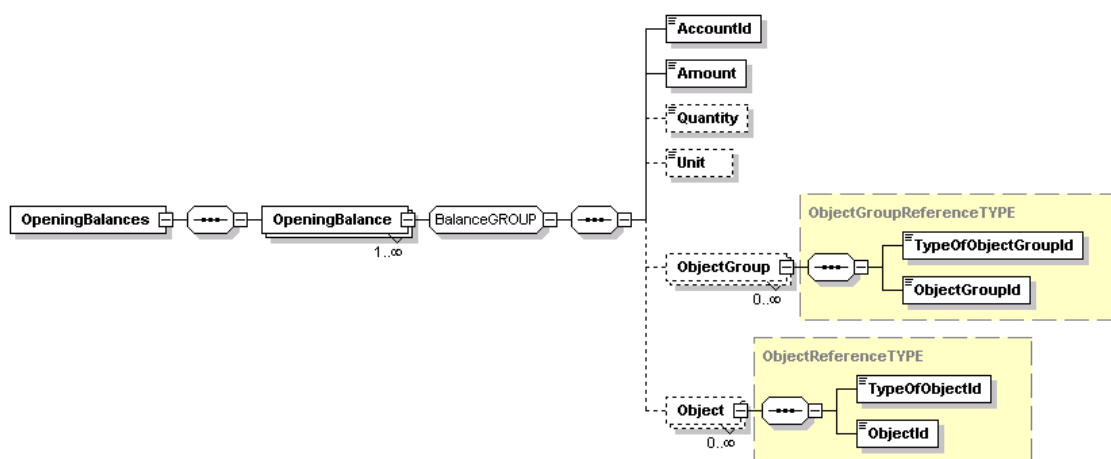 AccountId
Amount
Quantity
Unit
OpeningBalances
OpeningBalance
1..∞
BalanceGROUP
ObjectGroup
0..∞
ObjectGroupReferenceTYPE
TypeOfObjectGroupId
ObjectGroupId
Object
0..∞
ObjectReferenceTYPE
TypeOfObjectId
ObjectId